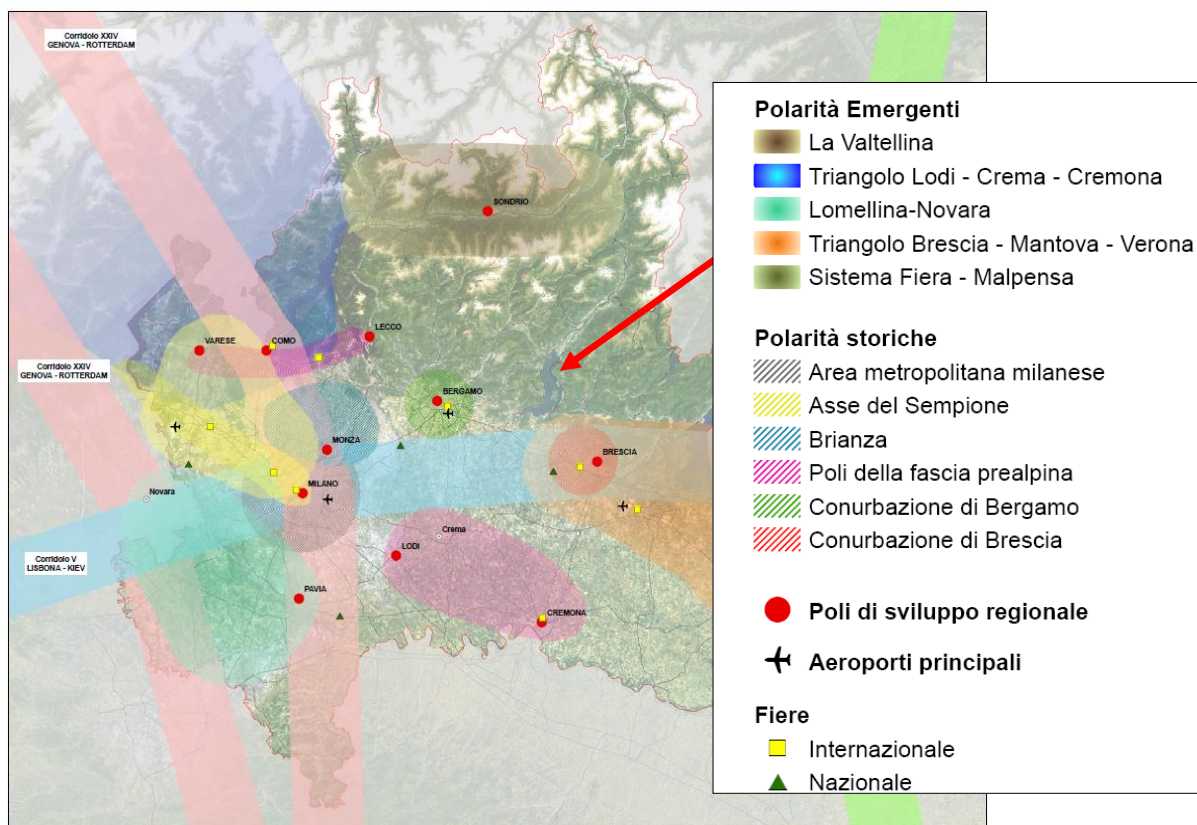 Corridoio XXIV
GENOVA - ROTTERDAM
SONDRIO
LECCO
VARESE
COMO
Corridoio XXIV
GENOVA - ROTTERDAM
BERGAMO
MONZA
BRESCIA
MILANO
Novara
Crema
LODI
Corridoio V
LISBONA - KIEV
PAVIA
CREMONA
Polarità Emergenti
La Valtellina
Triangolo Lodi - Crema - Cremona
Lomellina-Novara
Triangolo Brescia - Mantova - Verona
Sistema Fiera - Malpensa
Polarità storiche
Area metropolitana milanese
Asse del Sempione
Brianza
Poli della fascia prealpina
Conurbazione di Bergamo
Conurbazione di Brescia
Poli di sviluppo regionale
Aeroporti principali
Fiere
Internazionale
Nazionale